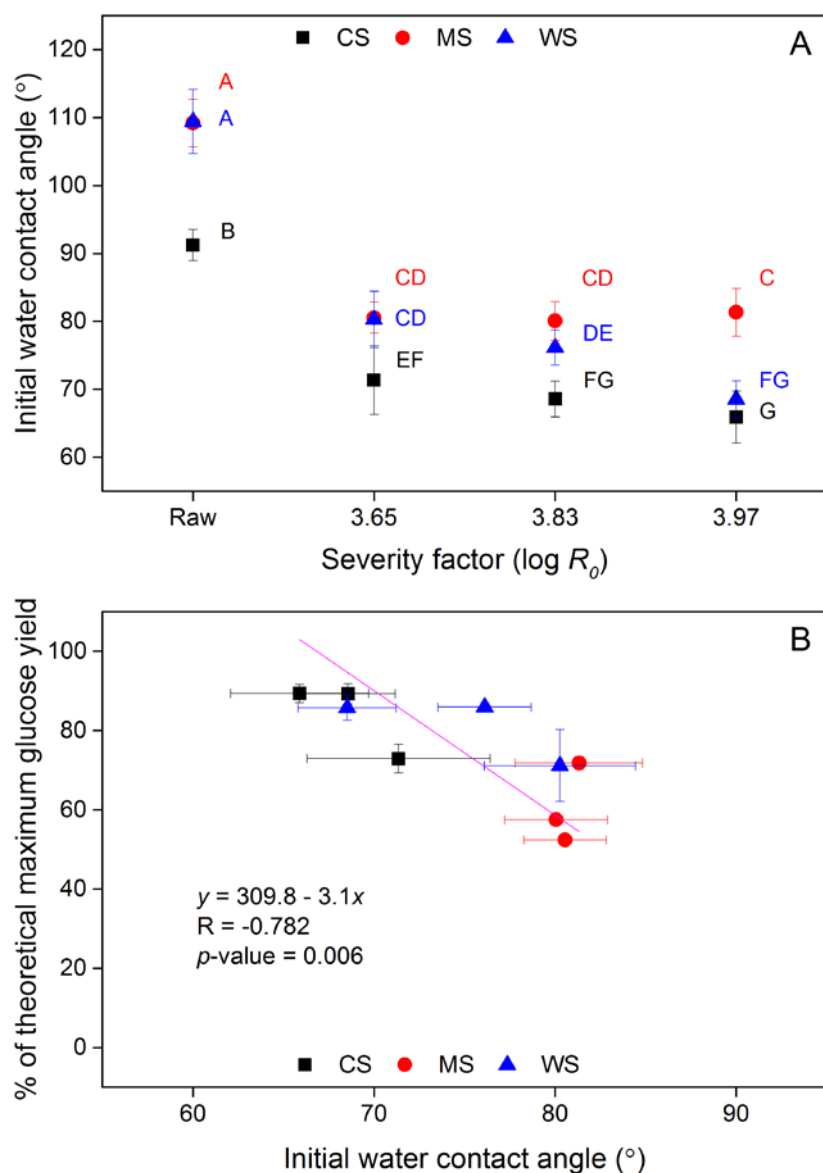 CS MS WS
A
Initial water contact angle (°)
120
110
100
90
80
70
60
A
A
B
CD
CD
EF
CD
DE
FG
C
FG
G
Raw 3.65 3.83 3.97
Severity factor (log R₀)
B
% of theoretical maximum glucose yield
100
80
60
40
20
0
y = 309.8 - 3.1x
R = -0.782
p-value = 0.006
CS MS WS
60 70 80 90
Initial water contact angle (°)